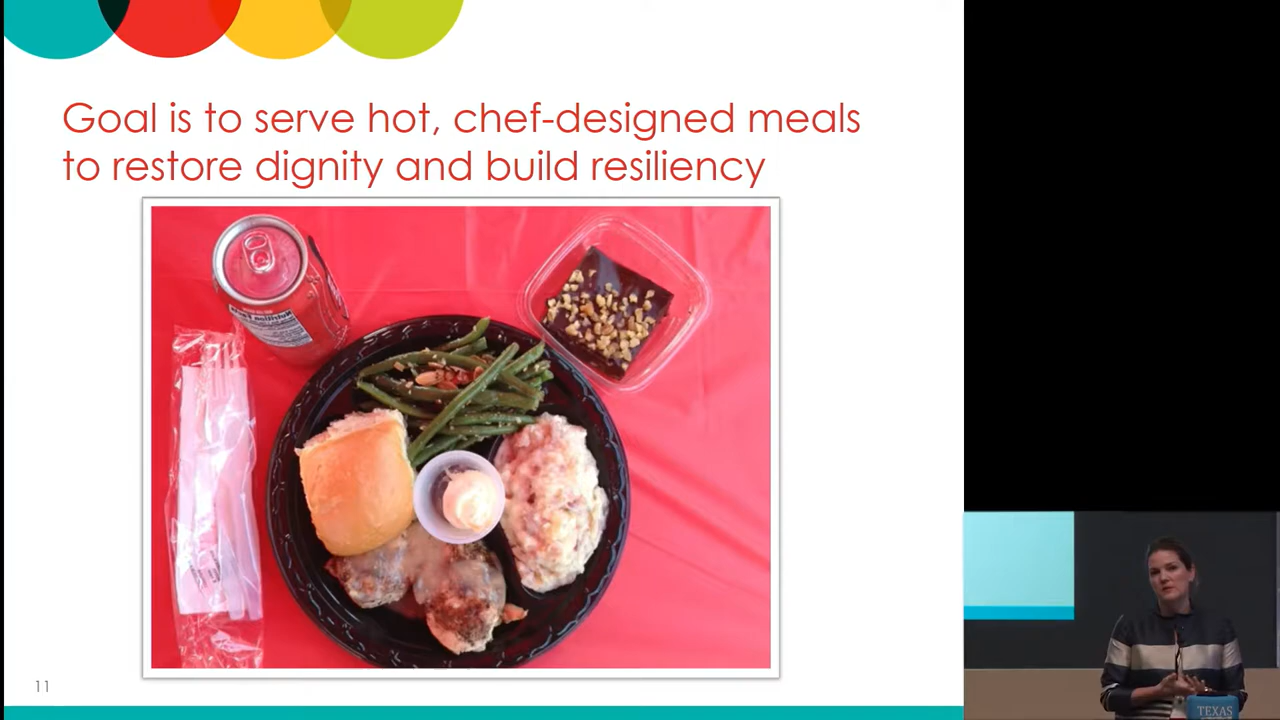 Goal is to serve hot, chef-designed meals
to restore dignity and build resiliency
11
TEXAS